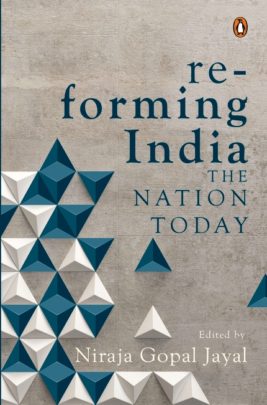 re-
forming
India
THE
NATION
TODAY
Edited by
Niraja Gopal Jayal